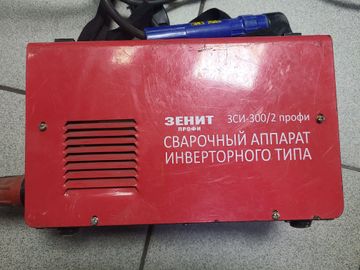 ЗЕНИТ ЗСИ-300/2 профи
ПРОФИ
СВАРОЧНЫЙ АППАРАТ
ИНВЕРТОРНОГО ТИПА